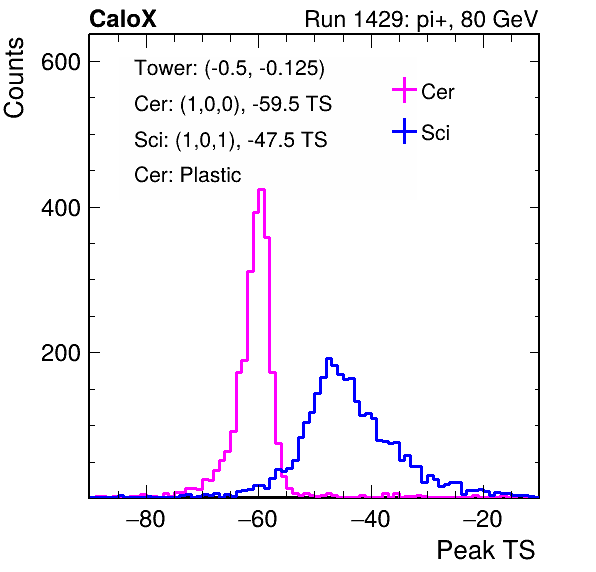 CaloX Run 1429: pi+, 80 GeV
Counts
600
400
200
Tower: (-0.5, -0.125)
Cer: (1,0,0), -59.5 TS
Sci: (1,0,1), -47.5 TS
Cer: Plastic
Cer
Sci
−80 −60 −40 −20
Peak TS